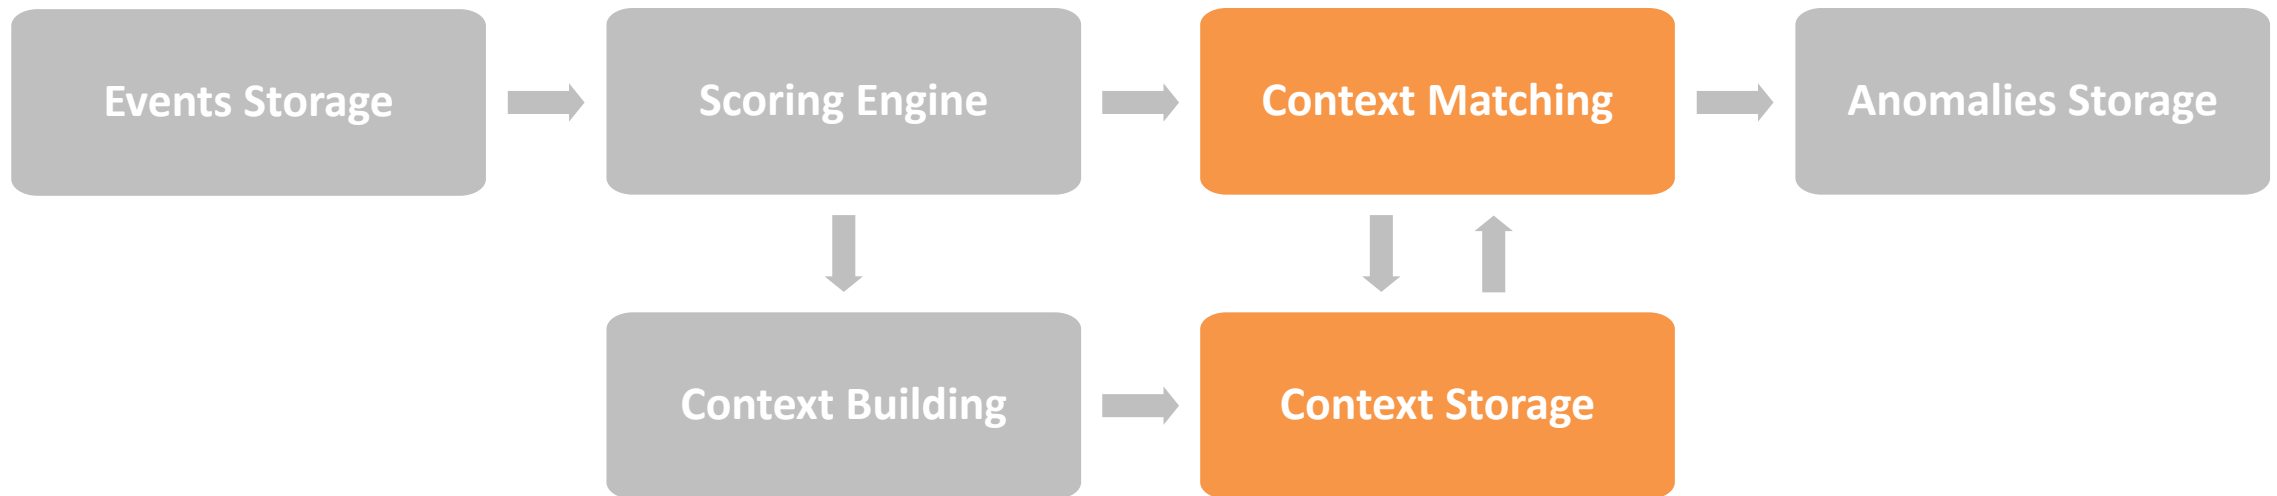 Events Storage
Scoring Engine
Context Matching
Anomalies Storage
Context Building
Context Storage